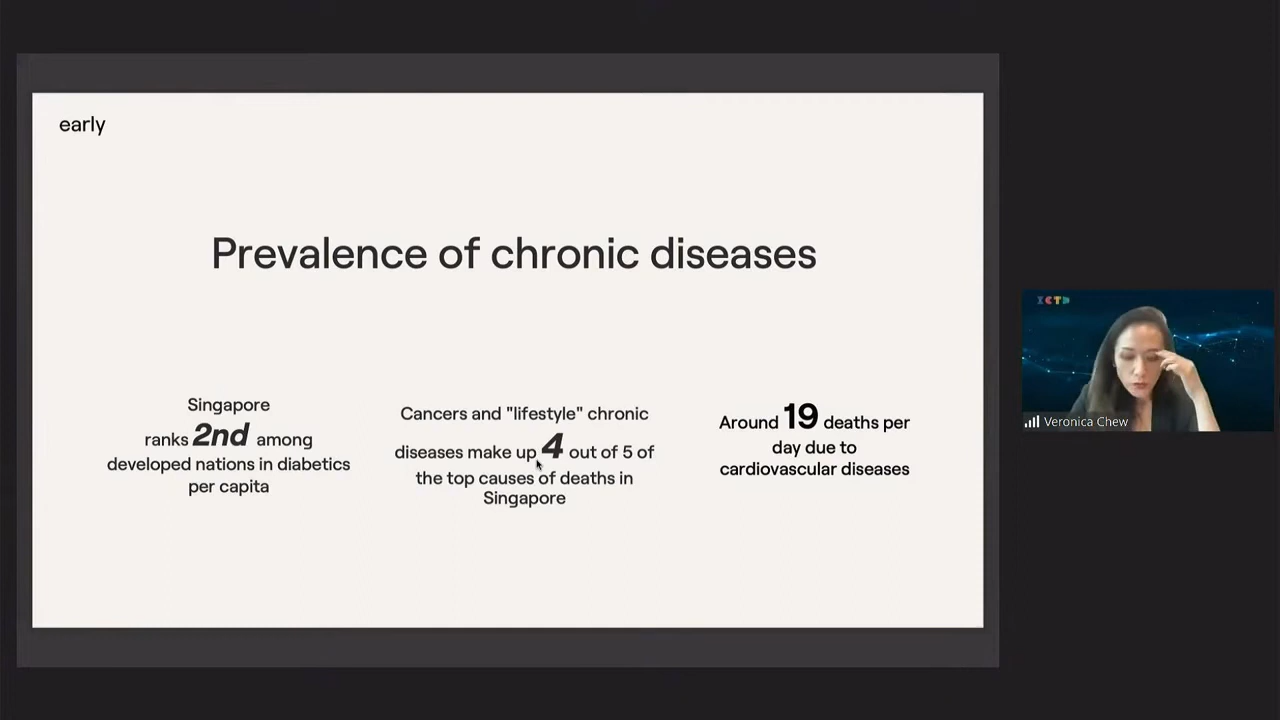 early
Prevalence of chronic diseases
Singapore
ranks 2nd among
developed nations in diabetics
per capita
Cancers and "lifestyle" chronic
diseases make up 4 out of 5 of
the top causes of deaths in
Singapore
Around 19 deaths per
day due to
cardiovascular diseases
ICTD
Veronica Chew